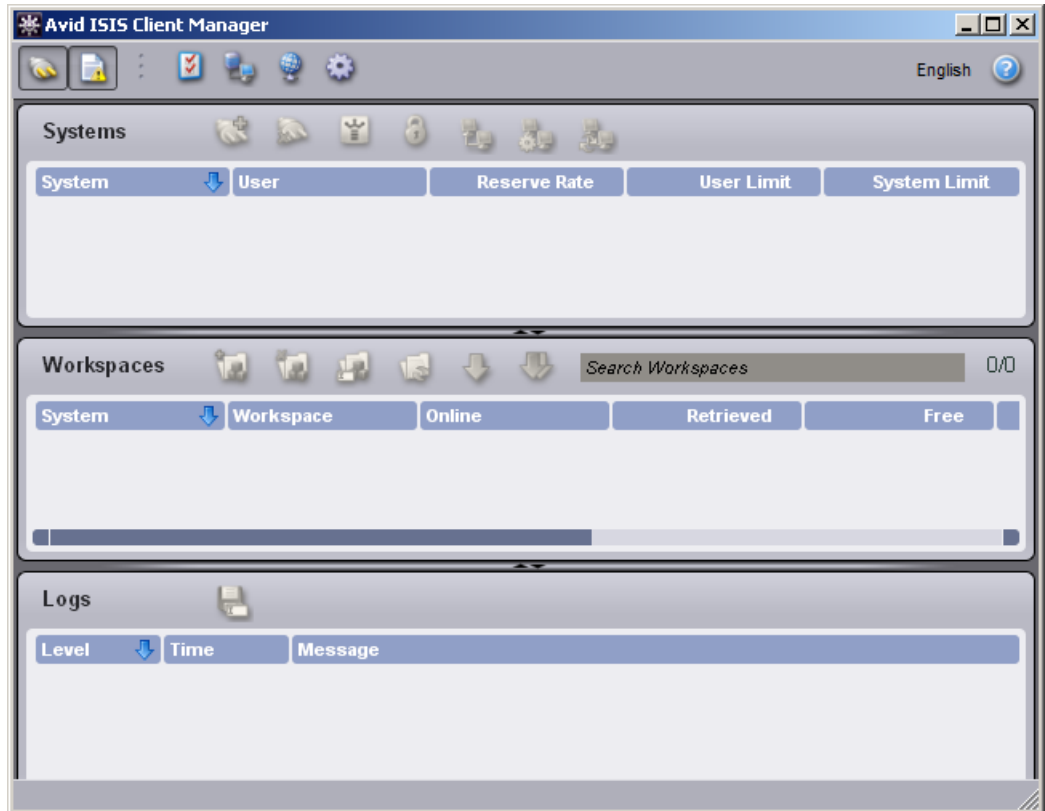 Avid ISIS Client Manager
English
Systems
System User Reserve Rate User Limit System Limit
Workspaces Search Workspaces 0/0
System Workspace Online Retrieved Free
Logs
Level Time Message